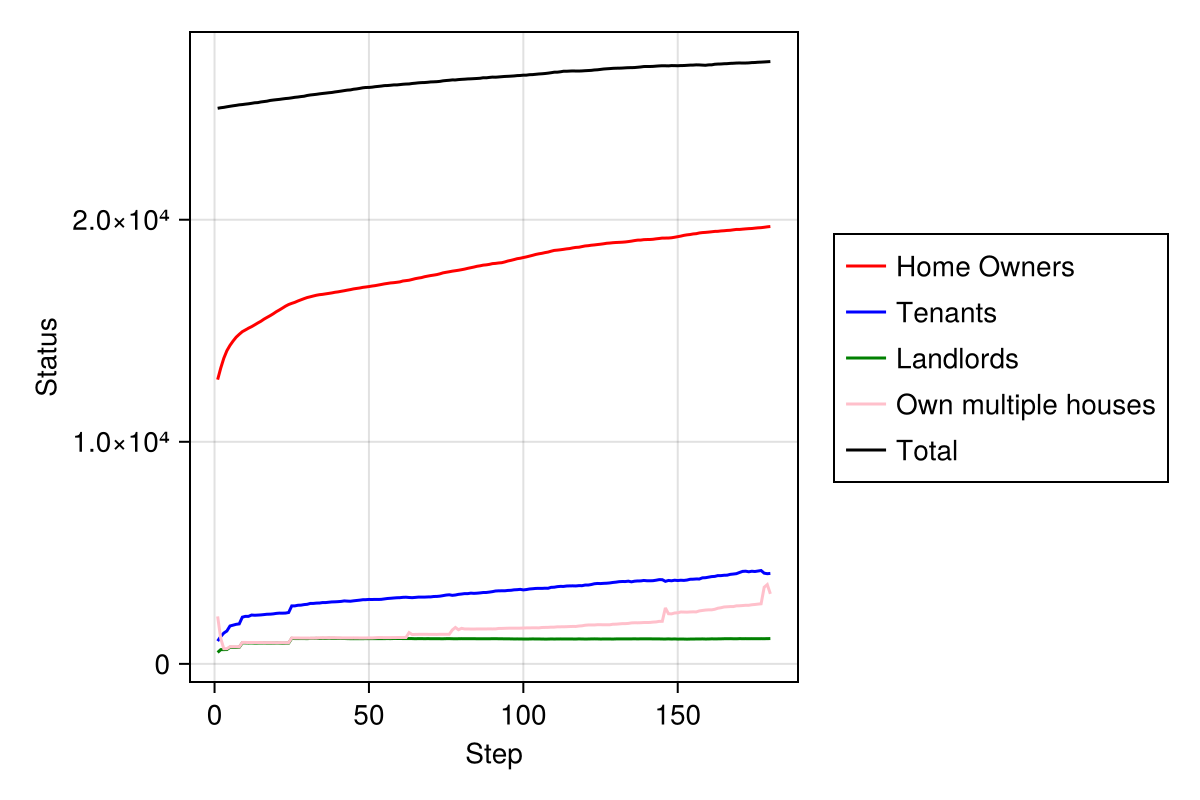 Status
2.0×10⁴
1.0×10⁴
0
0 50 100 150
Step
Home Owners
Tenants
Landlords
Own multiple houses
Total